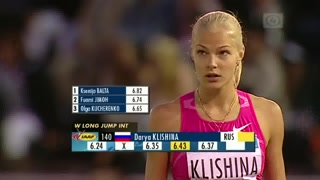 1 Ksenija BALTA 6.82
2 Funmi JIMOH 6.74
3 Olga KUCHERENKO 6.65
W LONG JUMP INT
IAAF 140 Darya KLISHINA RUS
6.24 X 6.35 6.43 6.37
KLISHINA